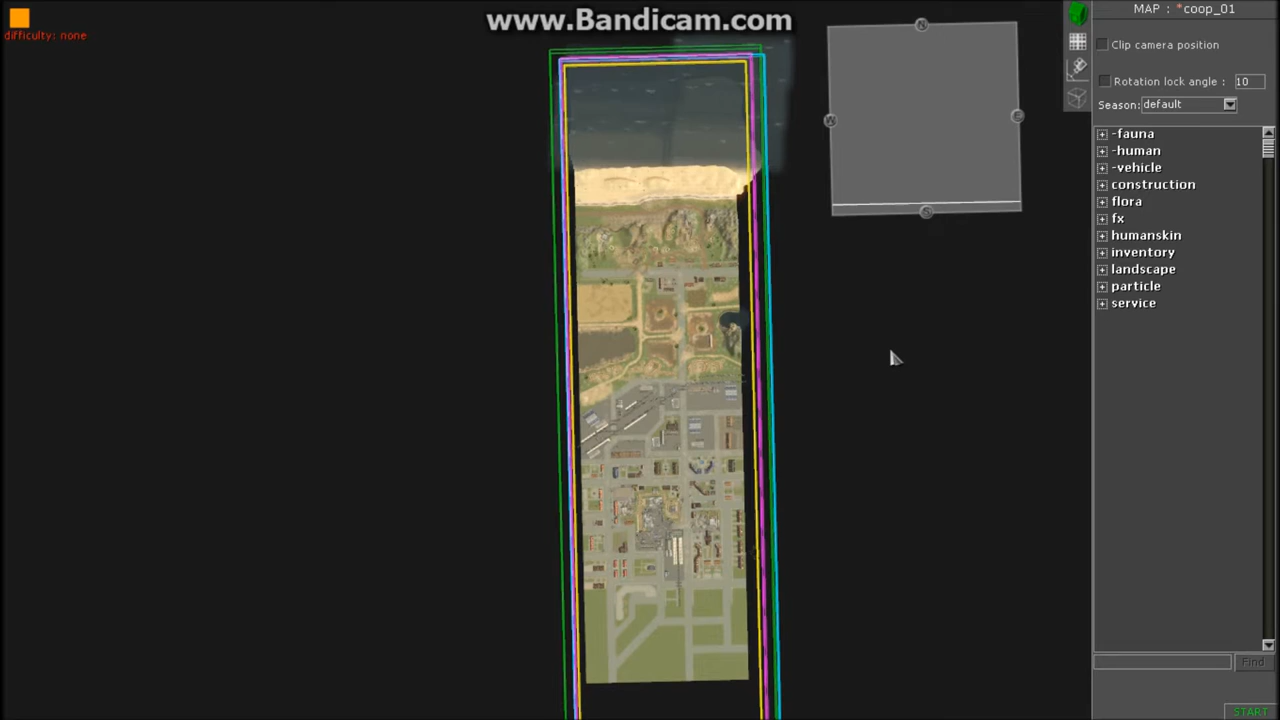 www.Bandicam.com
difficulty: none
N
W
E
S
MAP : *coop_01
Clip camera position
Rotation lock angle : 10
Season: default
-fauna
-human
-vehicle
construction
flora
fx
humanskin
inventory
landscape
particle
service
Find
START